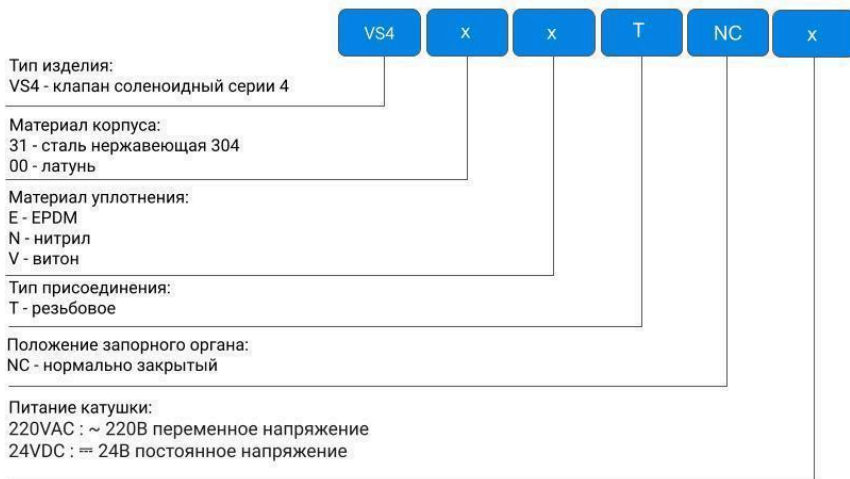 VS4 x x T NC x
Тип изделия:
VS4 - клапан соленоидный серии 4
Материал корпуса:
31 - сталь нержавеющая 304
00 - латунь
Материал уплотнения:
E - EPDM
N - нитрил
V - витон
Тип присоединения:
T - резьбовое
Положение запорного органа:
NC - нормально закрытый
Питание катушки:
220VAC : ~ 220В переменное напряжение
24VDC : ⎓ 24В постоянное напряжение